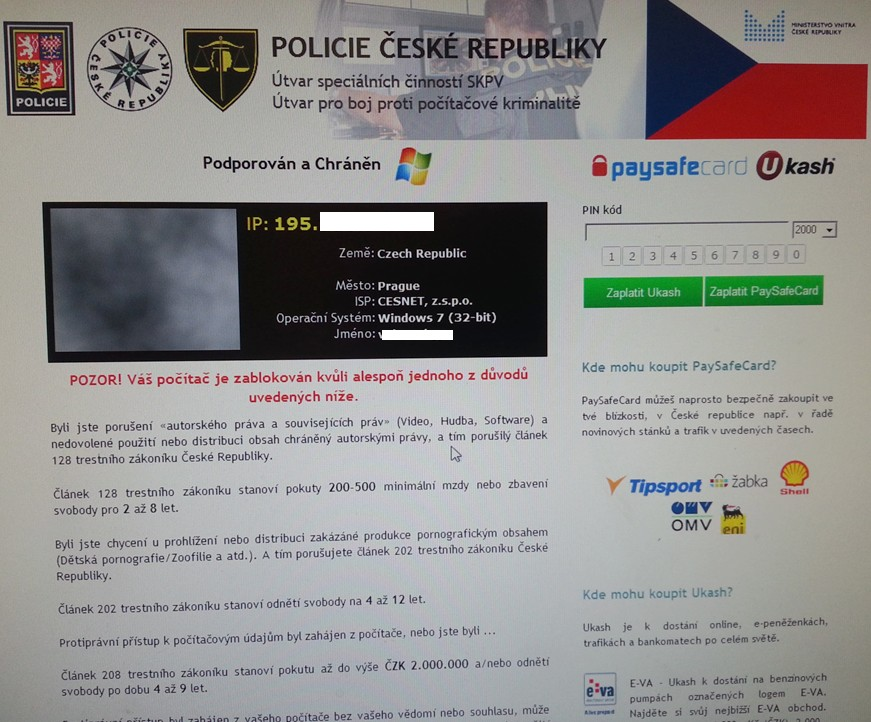 POLICIE
POLICIE ČESKÉ REPUBLIKY
POLICIE ČESKÉ REPUBLIKY
Útvar speciálních činností SKPV
Útvar pro boj proti počítačové kriminalitě
MINISTERSTVO VNITRA
ČESKÉ REPUBLIKY
Podporován a Chráněn
paysafecard Ukash
IP: 195.
Země: Czech Republic
Město: Prague
ISP: CESNET, z.s.p.o.
Operační Systém: Windows 7 (32-bit)
Jméno:
POZOR! Váš počítač je zablokován kvůli alespoň jednoho z důvodů
uvedených níže.
Byli jste porušení «autorského práva a souvisejících práv» (Video, Hudba, Software) a
nedovolené použití nebo distribuci obsah chráněný autorskými právy, a tím porušilý článek
128 trestního zákoníku České Republiky.
Článek 128 trestního zákoníku stanoví pokuty 200-500 minimální mzdy nebo zbavení
svobody pro 2 až 8 let.
Byli jste chycení u prohlížení nebo distribuci zakázáné produkce pornografickým obsahem
(Dětská pornografie/Zoofilie a atd.). A tím porušujete článek 202 trestního zákoníku České
Republiky.
Článek 202 trestního zákoníku stanoví odnětí svobody na 4 až 12 let.
Protiprávní přístup k počítačovým údajům byl zahájen z počítače, nebo jste byli ...
Článek 208 trestního zákoníku stanoví pokutu až do výše ČZK 2.000.000 a/nebo odnětí
svobody po dobu 4 až 9 let.
přístup byl zahájen z vašeho počítače bez vašeho vědomí nebo souhlasu, může
PIN kód
2000
1 2 3 4 5 6 7 8 9 0
Zaplatit Ukash Zaplatit PaySafeCard
Kde mohu koupit PaySafeCard?
PaySafeCard můžeš naprosto bezpečně zakoupit ve
tvé blízkosti, v České republice např. v řadě
novinových stánků a trafik v uvedených časech.
Tipsport žabka Shell
OMV eni
Kde mohu koupit Ukash?
Ukash je k dostání online, e-peněženkách,
trafikách a bankomatech po celém světě.
e·va
E-VA - Ukash k dostání na benzinových
pumpách označených logem E-VA.
Najděte si svůj nejbižší E-VA obchod.